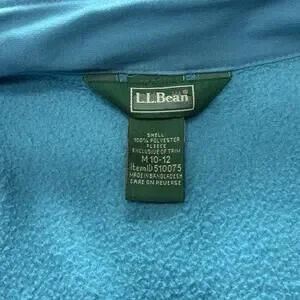 L.L.Bean
SHELL
100% POLYESTER
FLEECE
EXCLUSIVE OF TRIM
M 10-12
Item ID 510075
MADE IN BANGLADESH
CARE ON REVERSE